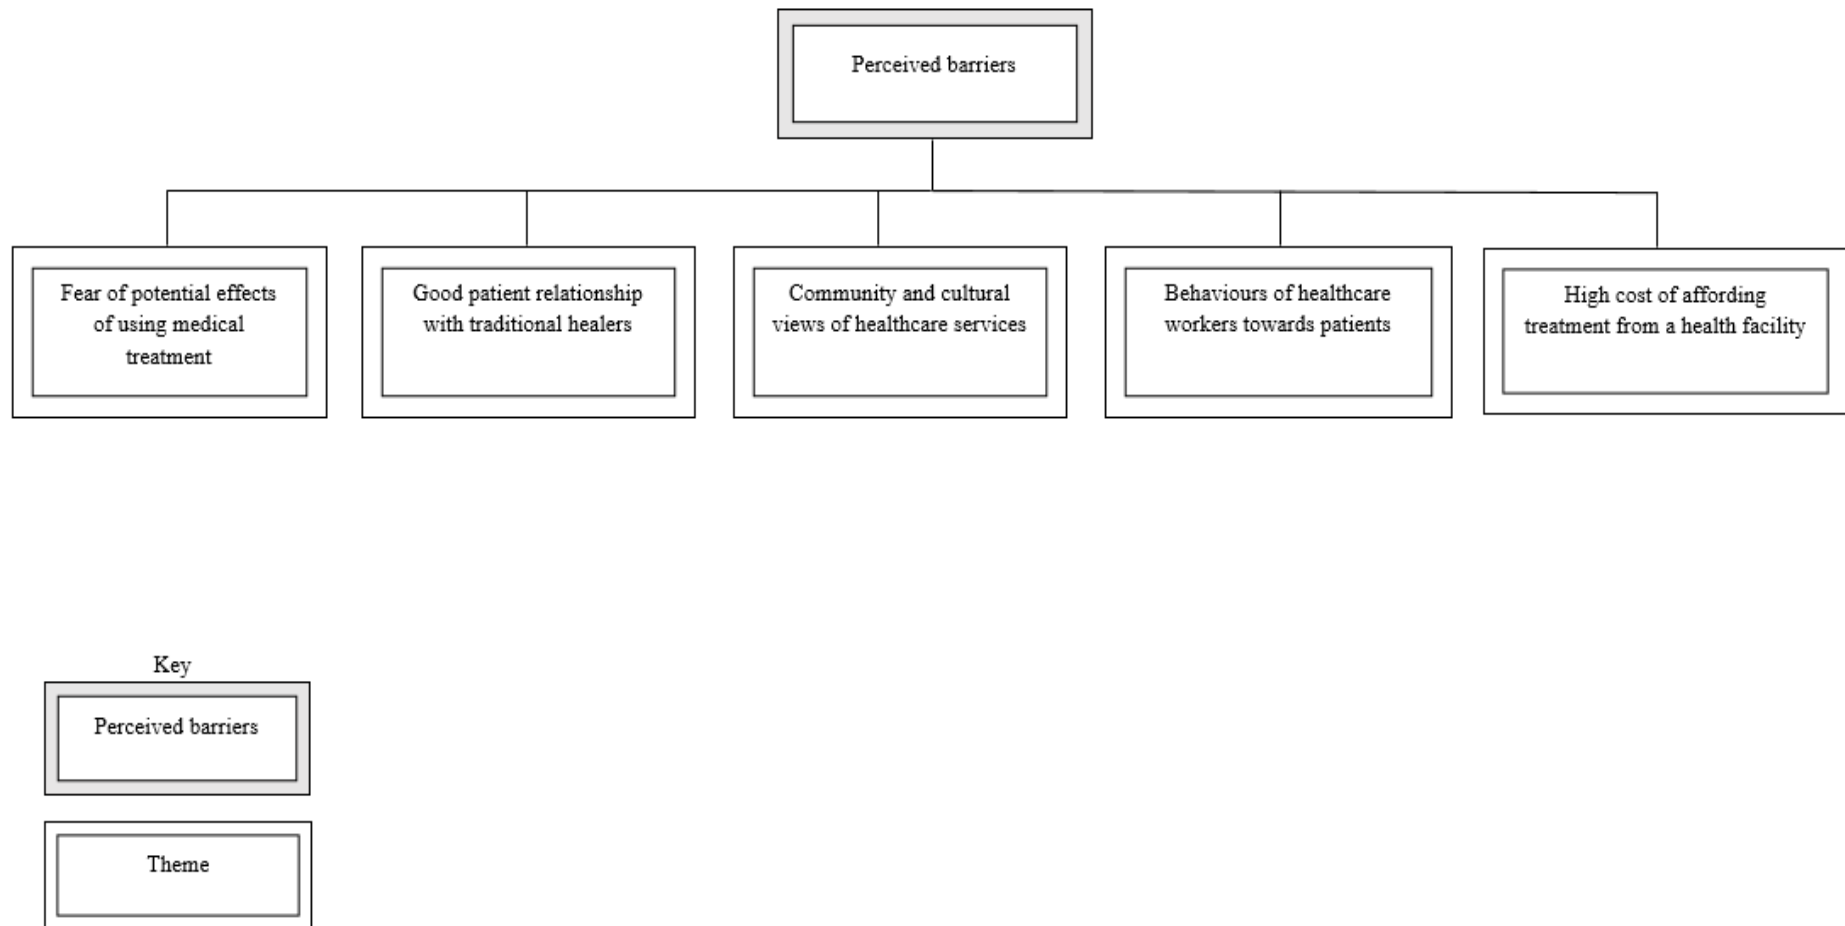 Perceived barriers
Fear of potential effects
of using medical
treatment
Good patient relationship
with traditional healers
Community and cultural
views of healthcare services
Behaviours of healthcare
workers towards patients
High cost of affording
treatment from a health facility
Key
Perceived barriers
Theme